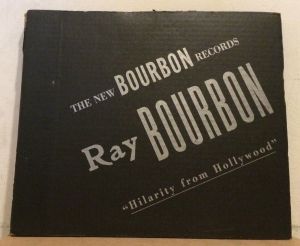 THE NEW BOURBON RECORDS
Ray BOURBON
"Hilarity from Hollywood"